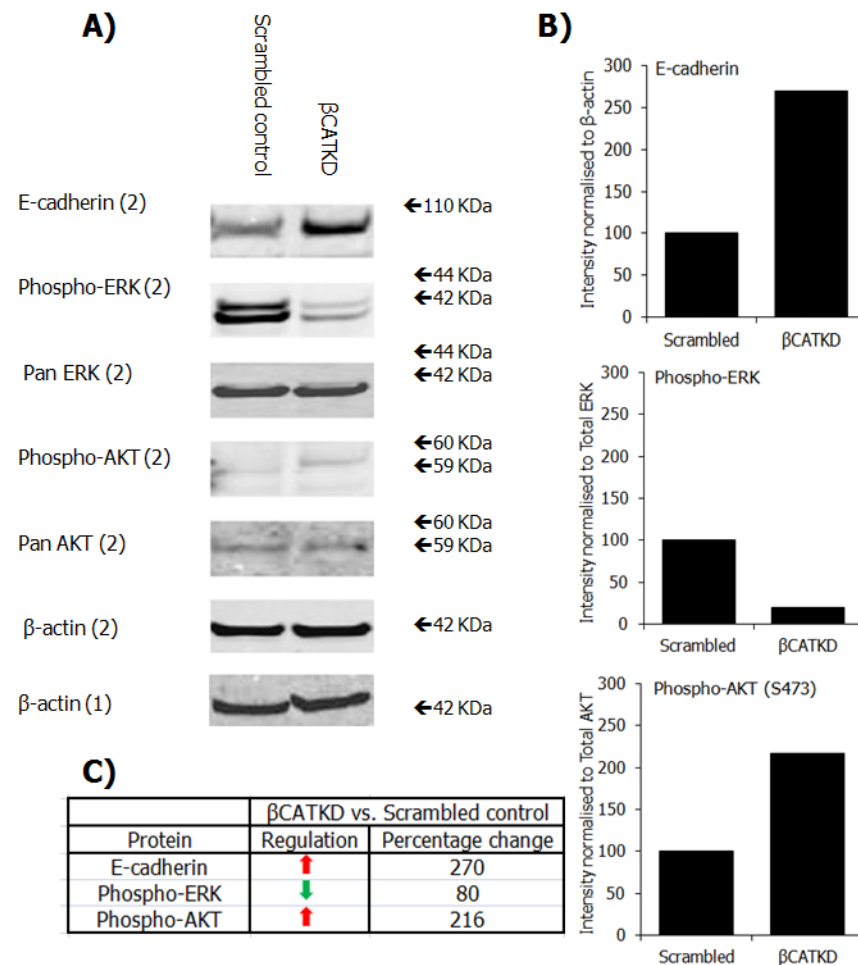 A)
Scrambled control
βCATKD
E-cadherin (2)
←110 KDa
Phospho-ERK (2)
←44 KDa
←42 KDa
Pan ERK (2)
←44 KDa
←42 KDa
Phospho-AKT (2)
←60 KDa
←59 KDa
Pan AKT (2)
←60 KDa
←59 KDa
β-actin (2)
←42 KDa
β-actin (1)
←42 KDa
B)
E-cadherin
Intensity normalised to β-actin
300
250
200
150
100
50
0
Scrambled βCATKD
Phospho-ERK
Intensity normalised to Total ERK
300
250
200
150
100
50
0
Scrambled βCATKD
Phospho-AKT (S473)
Intensity normalised to Total AKT
300
250
200
150
100
50
0
Scrambled βCATKD
C)
βCATKD vs. Scrambled control
Protein Regulation Percentage change
E-cadherin ⬆ 270
Phospho-ERK ⬇ 80
Phospho-AKT ⬆ 216